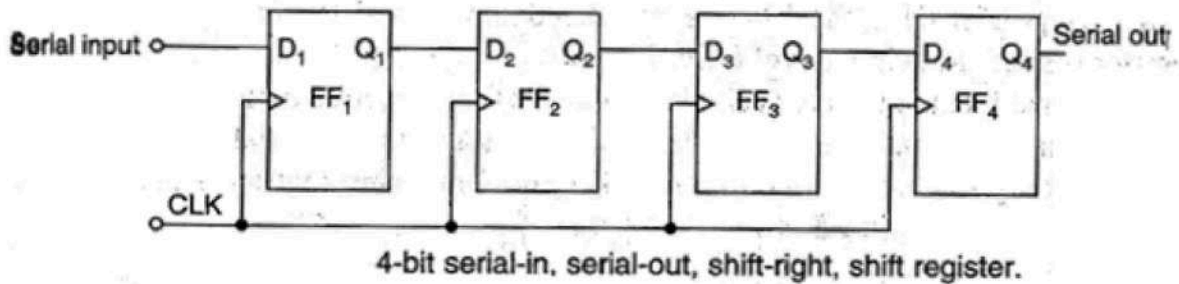 Serial input
D₁ Q₁ D₂ Q₂ D₃ Q₃ D₄ Q₄ Serial out
FF₁ FF₂ FF₃ FF₄
CLK
4-bit serial-in, serial-out, shift-right, shift register.